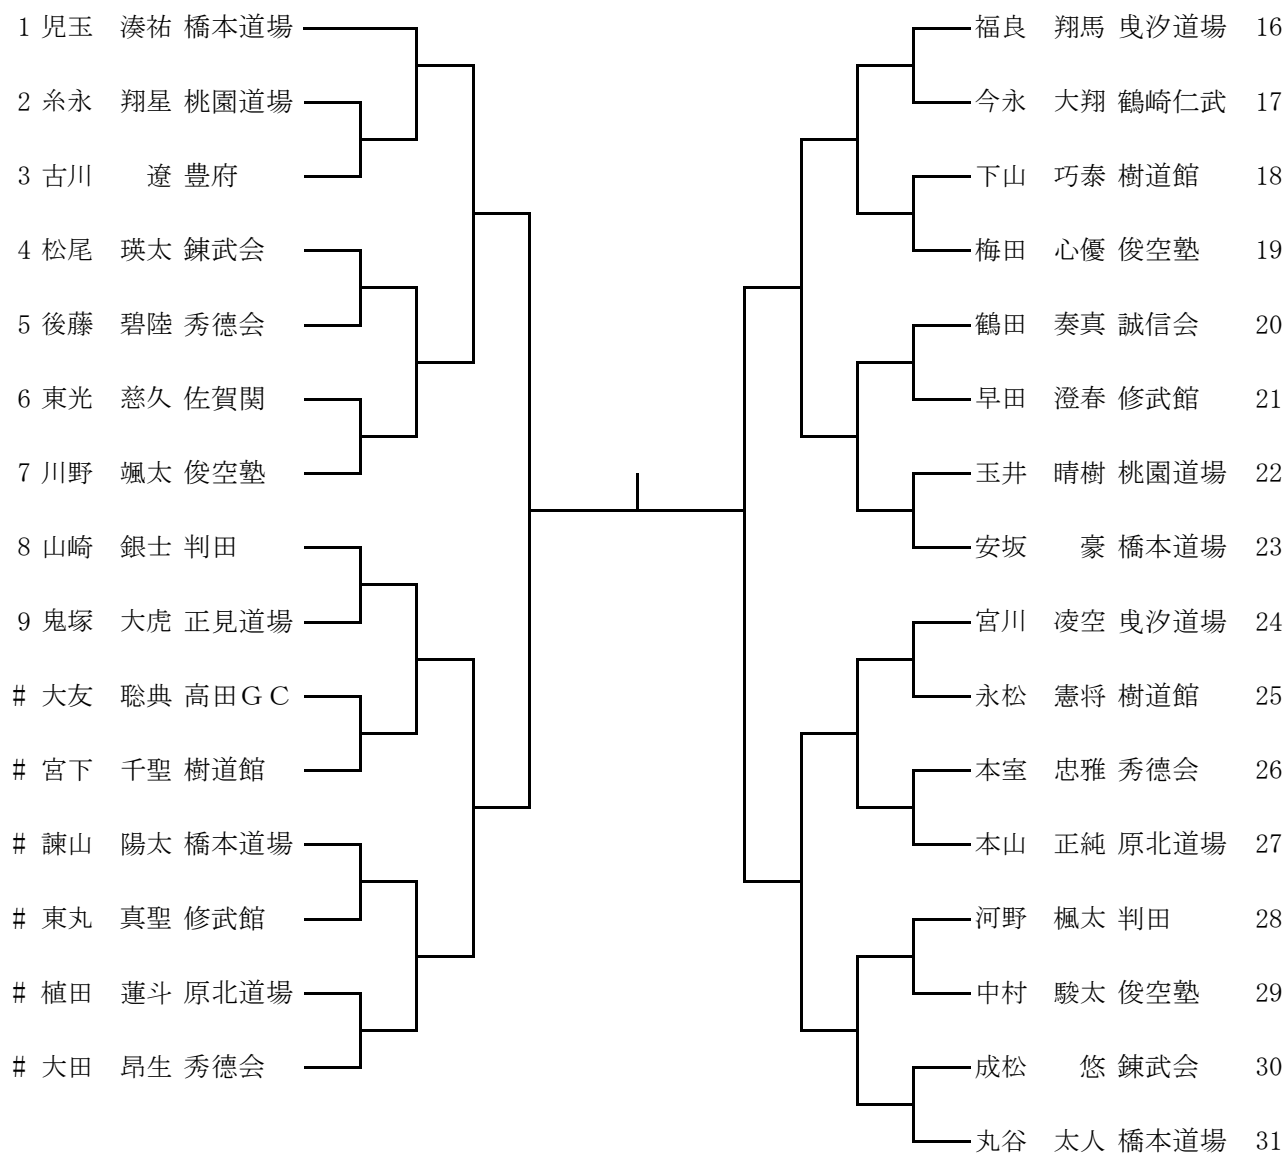 1 児玉 湊祐 橋本道場
2 糸永 翔星 桃園道場
3 古川 遼 豊府
4 松尾 瑛太 錬武会
5 後藤 碧陸 秀徳会
6 東光 慈久 佐賀関
7 川野 颯太 俊空塾
8 山崎 銀士 判田
9 鬼塚 大虎 正見道場
# 大友 聡典 高田GC
# 宮下 千聖 樹道館
# 諌山 陽太 橋本道場
# 東丸 真聖 修武館
# 植田 蓮斗 原北道場
# 大田 昂生 秀徳会
福良 翔馬 曳汐道場 16
今永 大翔 鶴崎仁武 17
下山 巧泰 樹道館 18
梅田 心優 俊空塾 19
鶴田 奏真 誠信会 20
早田 澄春 修武館 21
玉井 晴樹 桃園道場 22
安坂 豪 橋本道場 23
宮川 凌空 曳汐道場 24
永松 憲将 樹道館 25
本室 忠雅 秀徳会 26
本山 正純 原北道場 27
河野 楓太 判田 28
中村 駿太 俊空塾 29
成松 悠 錬武会 30
丸谷 太人 橋本道場 31